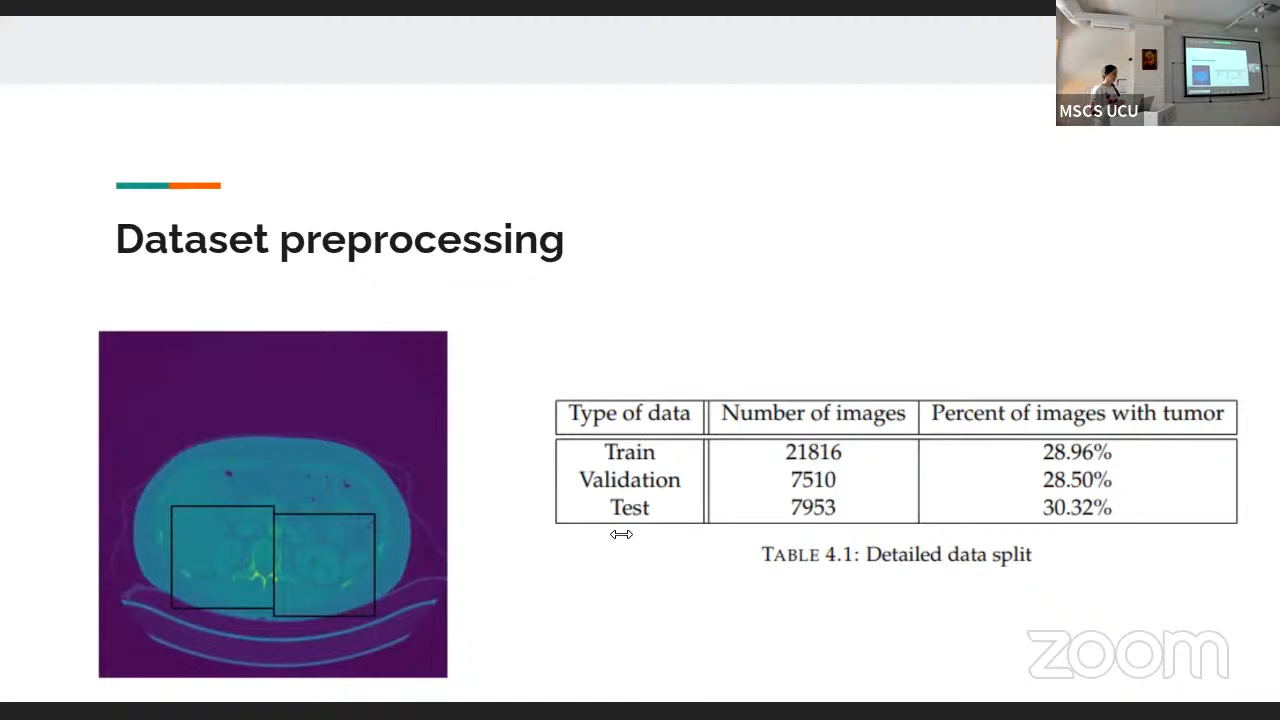 MSCS UCU
Dataset preprocessing
Type of data Number of images Percent of images with tumor
Train 21816 28.96%
Validation 7510 28.50%
Test 7953 30.32%
TABLE 4.1: Detailed data split
zoom